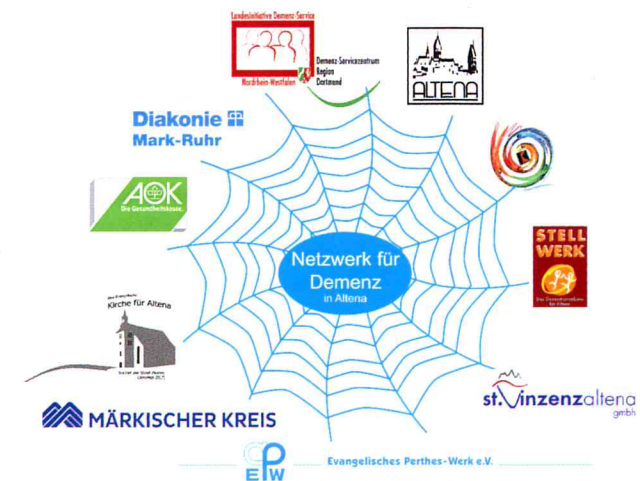 Landesinitiative Demenz-Service
Nordrhein-Westfalen
Demenz-Servicezentrum
Region
Dortmund
ALTENA
Diakonie
Mark-Ruhr
AOK
Die Gesundheitskasse.
STELL
WERK
Netzwerk für
Demenz
in Altena
Kirche für Altena
st.Vinzenzaltena
gmbh
MÄRKISCHER KREIS
EPW
Evangelisches Perthes-Werk e.V.